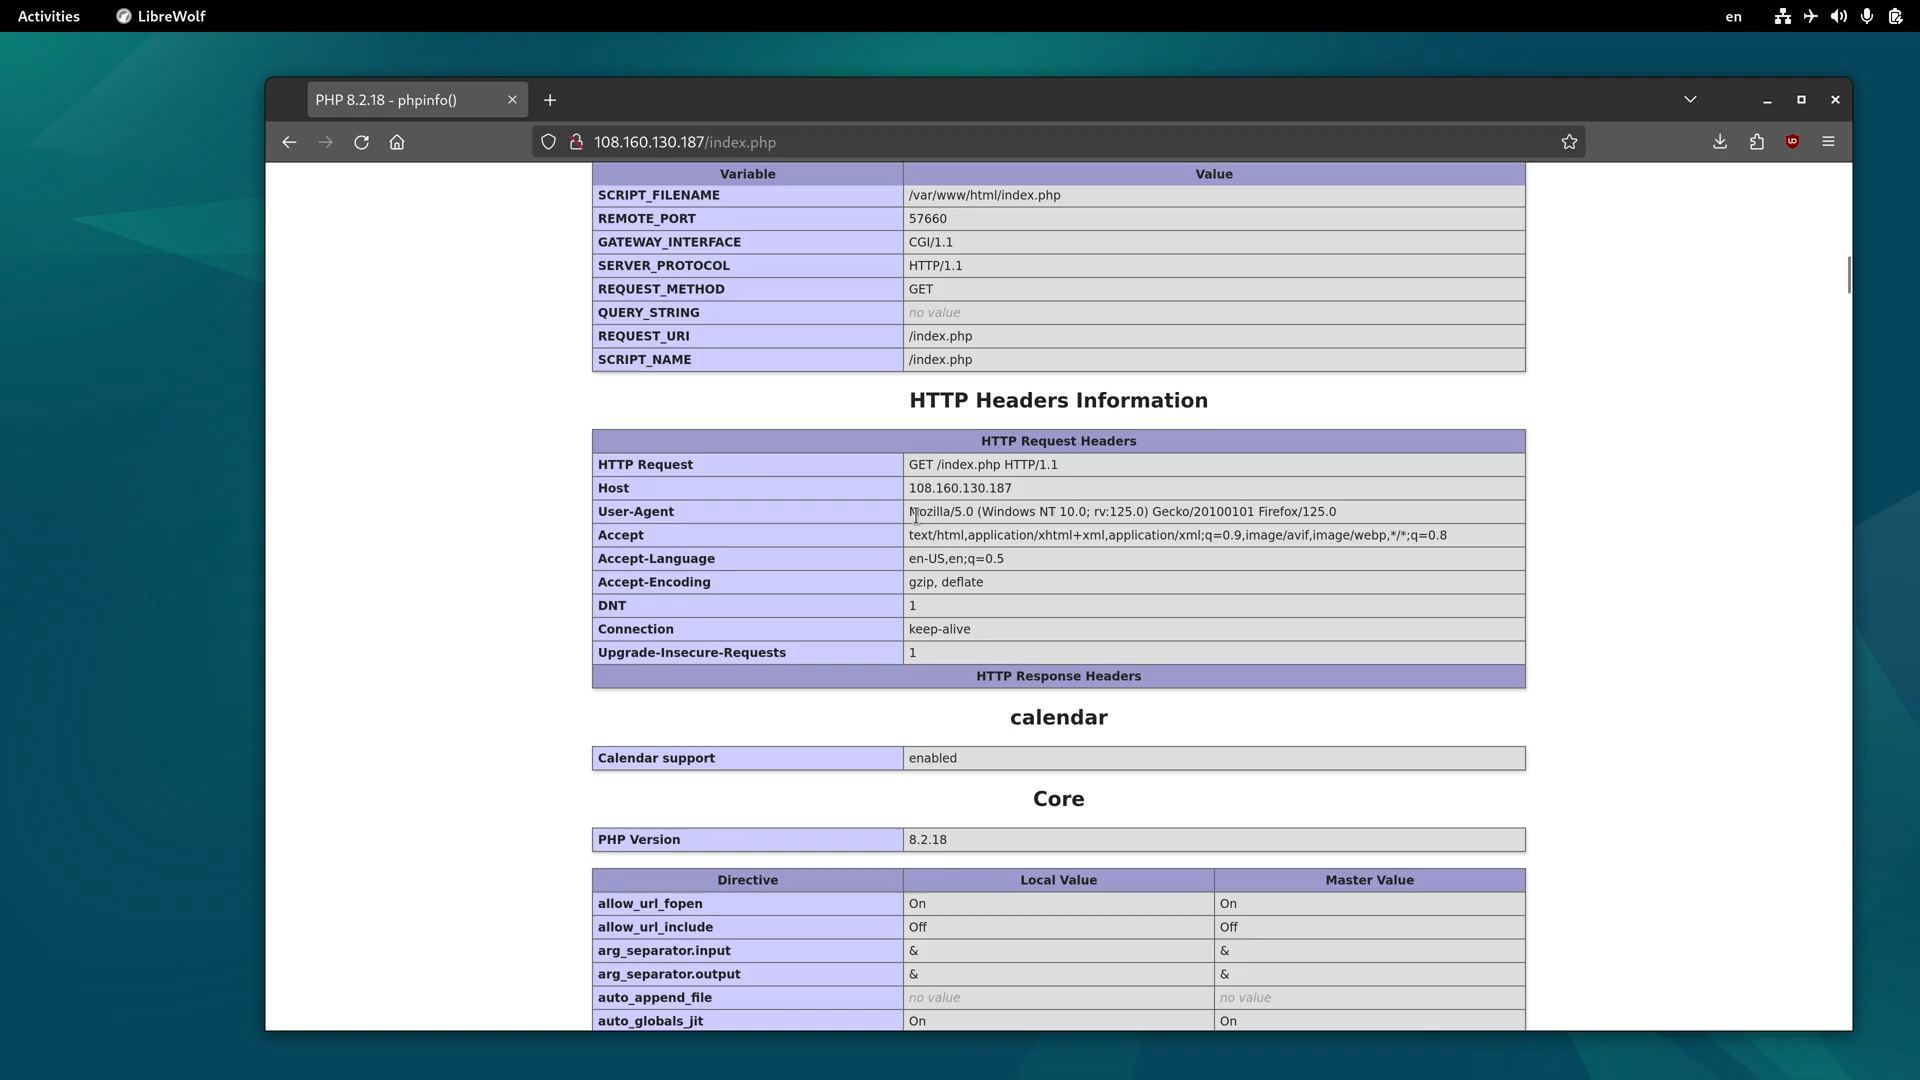 Activities LibreWolf en
PHP 8.2.18 - phpinfo()
108.160.130.187/index.php
Variable Value
SCRIPT_FILENAME /var/www/html/index.php
REMOTE_PORT 57660
GATEWAY_INTERFACE CGI/1.1
SERVER_PROTOCOL HTTP/1.1
REQUEST_METHOD GET
QUERY_STRING no value
REQUEST_URI /index.php
SCRIPT_NAME /index.php
HTTP Headers Information
HTTP Request Headers
HTTP Request GET /index.php HTTP/1.1
Host 108.160.130.187
User-Agent Mozilla/5.0 (Windows NT 10.0; rv:125.0) Gecko/20100101 Firefox/125.0
Accept text/html,application/xhtml+xml,application/xml;q=0.9,image/avif,image/webp,*/*;q=0.8
Accept-Language en-US,en;q=0.5
Accept-Encoding gzip, deflate
DNT 1
Connection keep-alive
Upgrade-Insecure-Requests 1
HTTP Response Headers
calendar
Calendar support enabled
Core
PHP Version 8.2.18
Directive Local Value Master Value
allow_url_fopen On On
allow_url_include Off Off
arg_separator.input & &
arg_separator.output & &
auto_append_file no value no value
auto_globals_jit On On